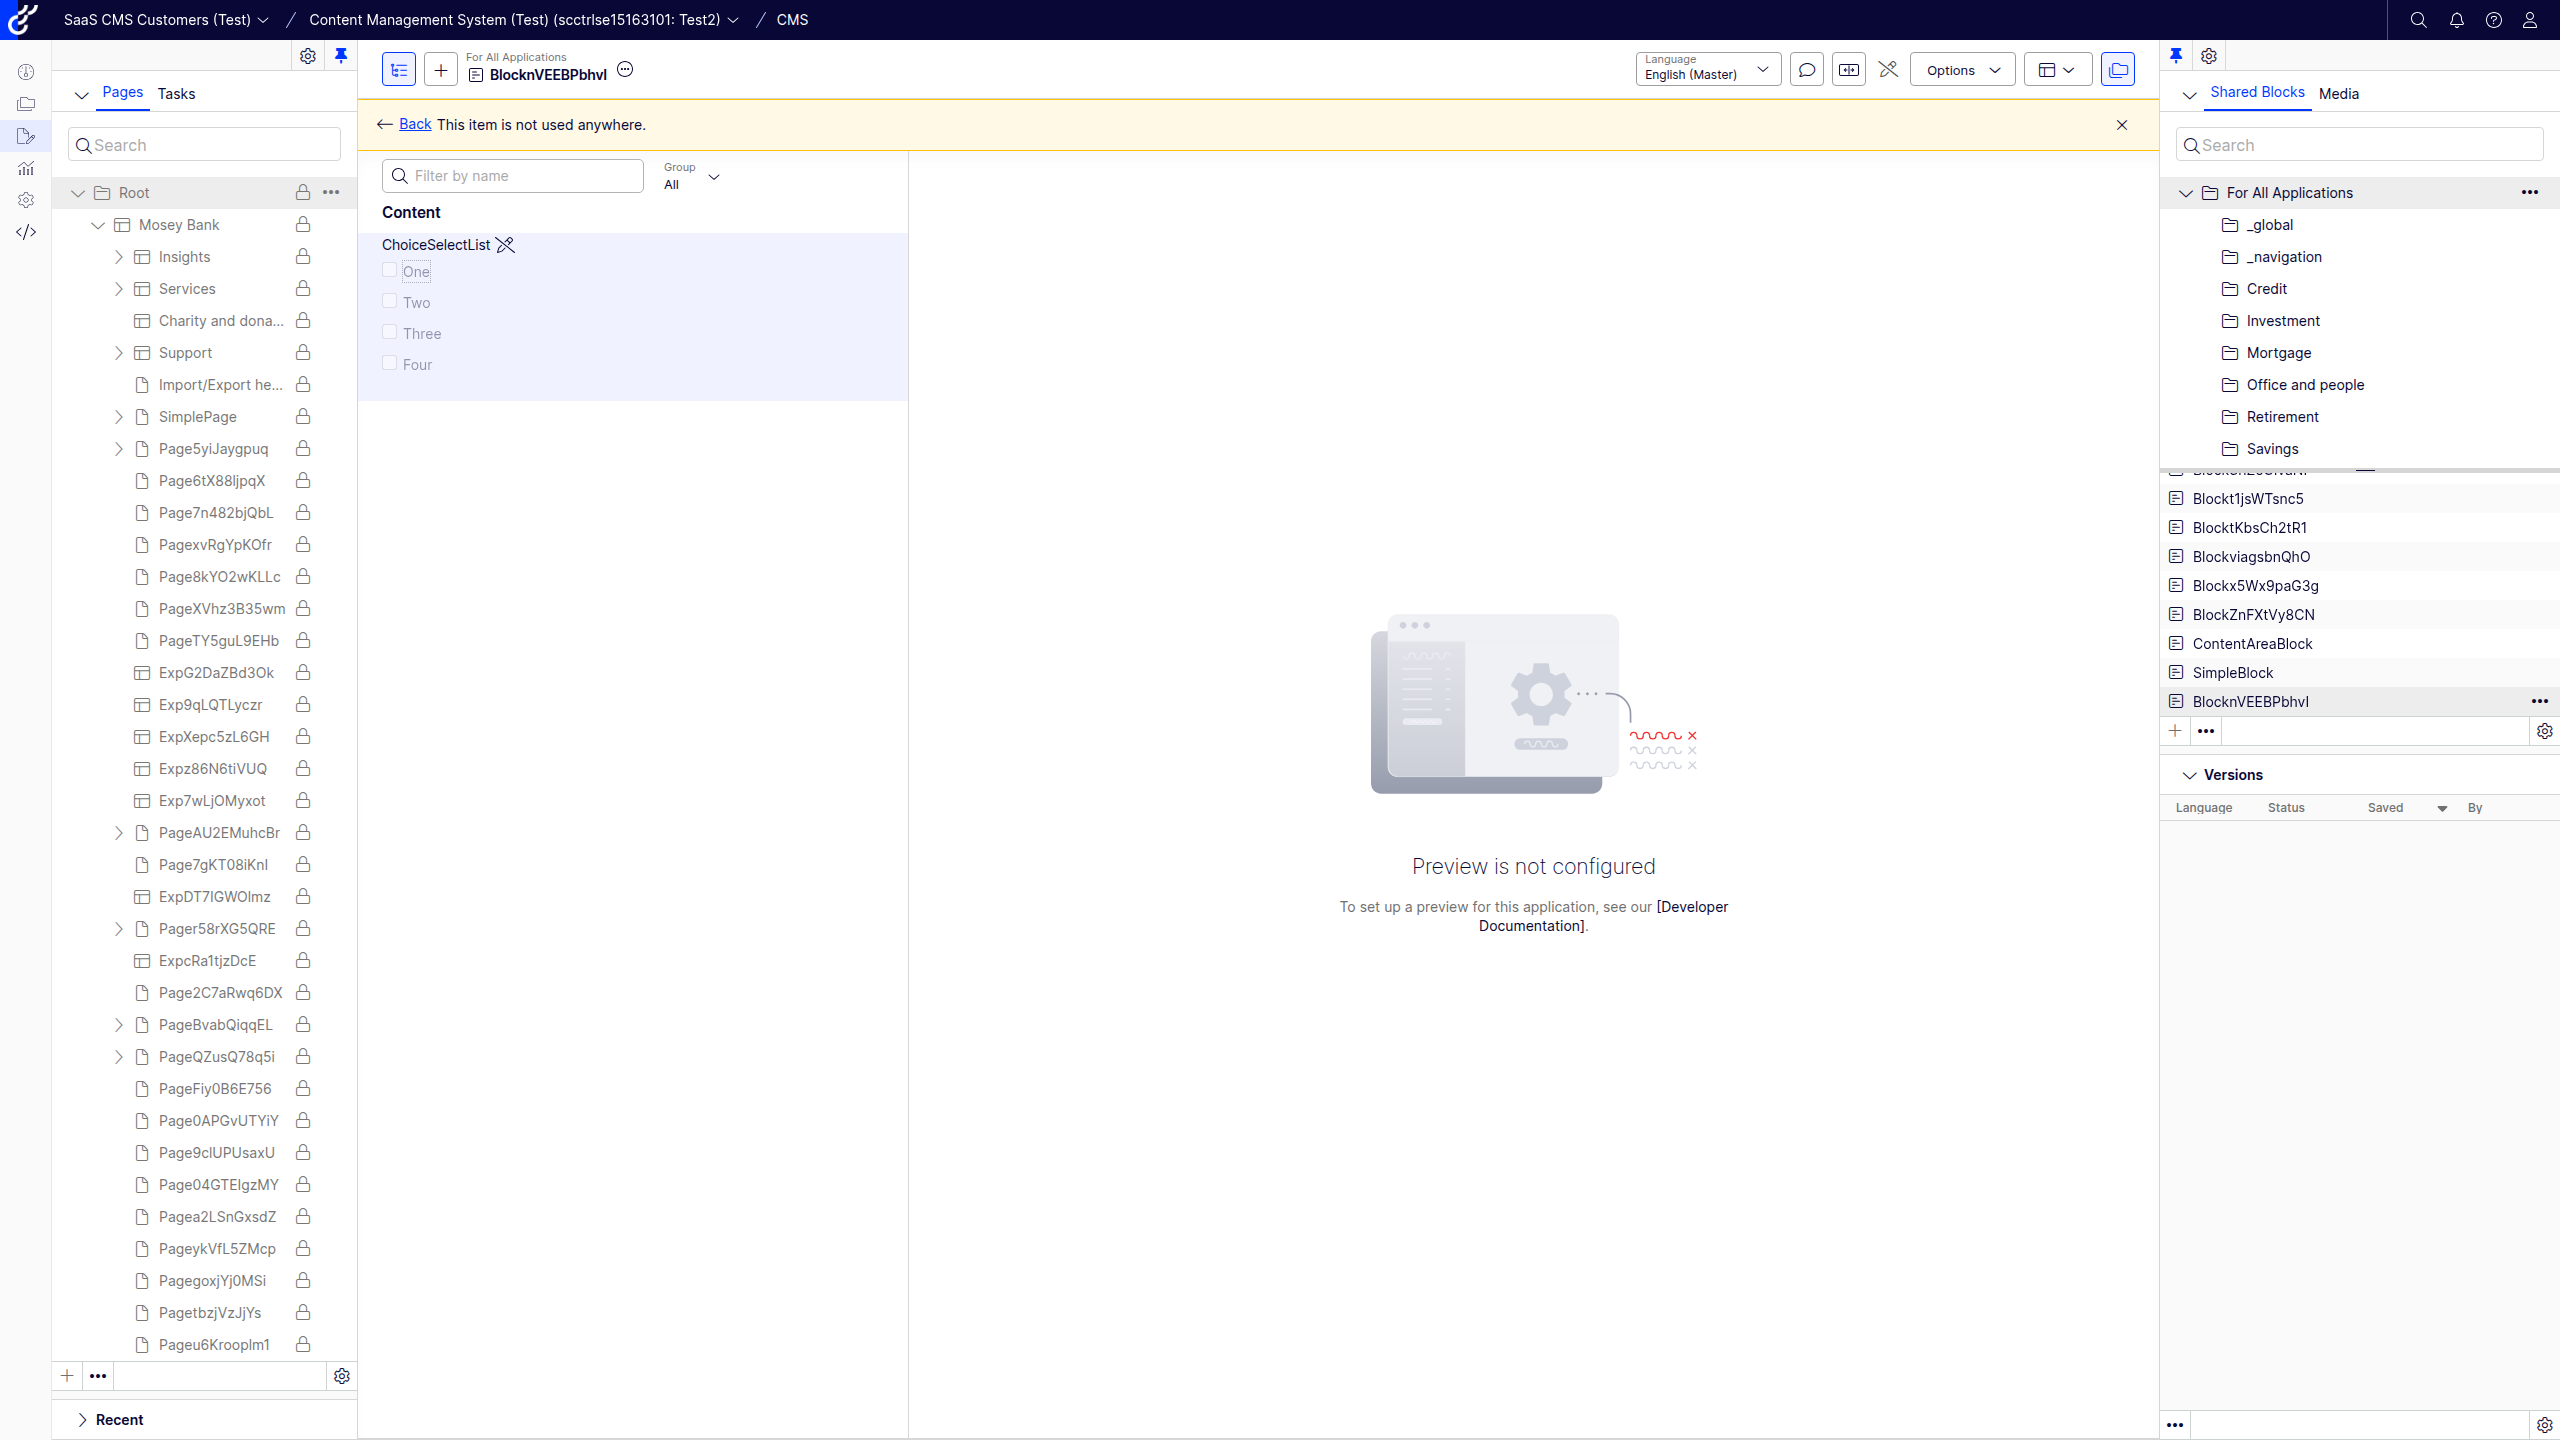 SaaS CMS Customers (Test) / Content Management System (Test) (scctrlse15163101: Test2) / CMS
Pages Tasks
Search
Root
Mosey Bank
Insights
Services
Charity and dona...
Support
Import/Export he...
SimplePage
Page5yiJaygpuq
Page6tX88ljpqX
Page7n482bjQbL
PagexvRgYpKOfr
Page8kYO2wKLLc
PageXVhz3B35wm
PageTY5guL9EHb
ExpG2DaZBd3Ok
Exp9qLQTLyczr
ExpXepc5zL6GH
Expz86N6tiVUQ
Exp7wLjOMyxot
PageAU2EMuhcBr
Page7gKT08iKnI
ExpDT7IGWOlmz
Pager58rXG5QRE
ExpcRa1tjzDcE
Page2C7aRwq6DX
PageBvabQiqqEL
PageQZusQ78q5i
PageFiy0B6E756
Page0APGvUTYiY
Page9clUPUsaxU
Page04GTEIgzMY
Pagea2LSnGxsdZ
PageykVfL5ZMcp
PagegoxjYj0MSi
PagetbzjVzJjYs
Pageu6Krooplm1
Recent
For All Applications
BlocknVEEBPbhvI
Language
English (Master)
Options
Back This item is not used anywhere.
Filter by name
Group
All
Content
ChoiceSelectList
One
Two
Three
Four
Preview is not configured
To set up a preview for this application, see our [Developer
Documentation].
Shared Blocks Media
Search
For All Applications
_global
_navigation
Credit
Investment
Mortgage
Office and people
Retirement
Savings
Blockt1jsWTsnc5
BlocktKbsCh2tR1
BlockviagsbnQhO
Blockx5Wx9paG3g
BlockZnFXtVy8CN
ContentAreaBlock
SimpleBlock
BlocknVEEBPbhvI
Versions
Language Status Saved By